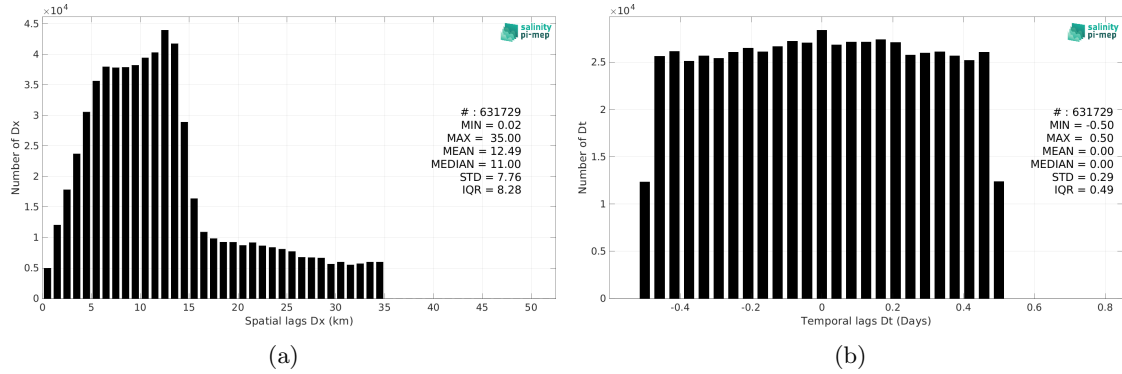 ×10⁴
4.5
4
3.5
3
2.5
2
1.5
1
0.5
0
Number of Dx
salinity
pi-mep
# : 631729
MIN = 0.02
MAX = 35.00
MEAN = 12.49
MEDIAN = 11.00
STD = 7.76
IQR = 8.28
0 5 10 15 20 25 30 35 40 45 50
Spatial lags Dx (km)
(a)
×10⁴
2.5
2
1.5
1
0.5
0
Number of Dt
salinity
pi-mep
# : 631729
MIN = -0.50
MAX = 0.50
MEAN = 0.00
MEDIAN = 0.00
STD = 0.29
IQR = 0.49
-0.4 -0.2 0 0.2 0.4 0.6 0.8
Temporal lags Dt (Days)
(b)